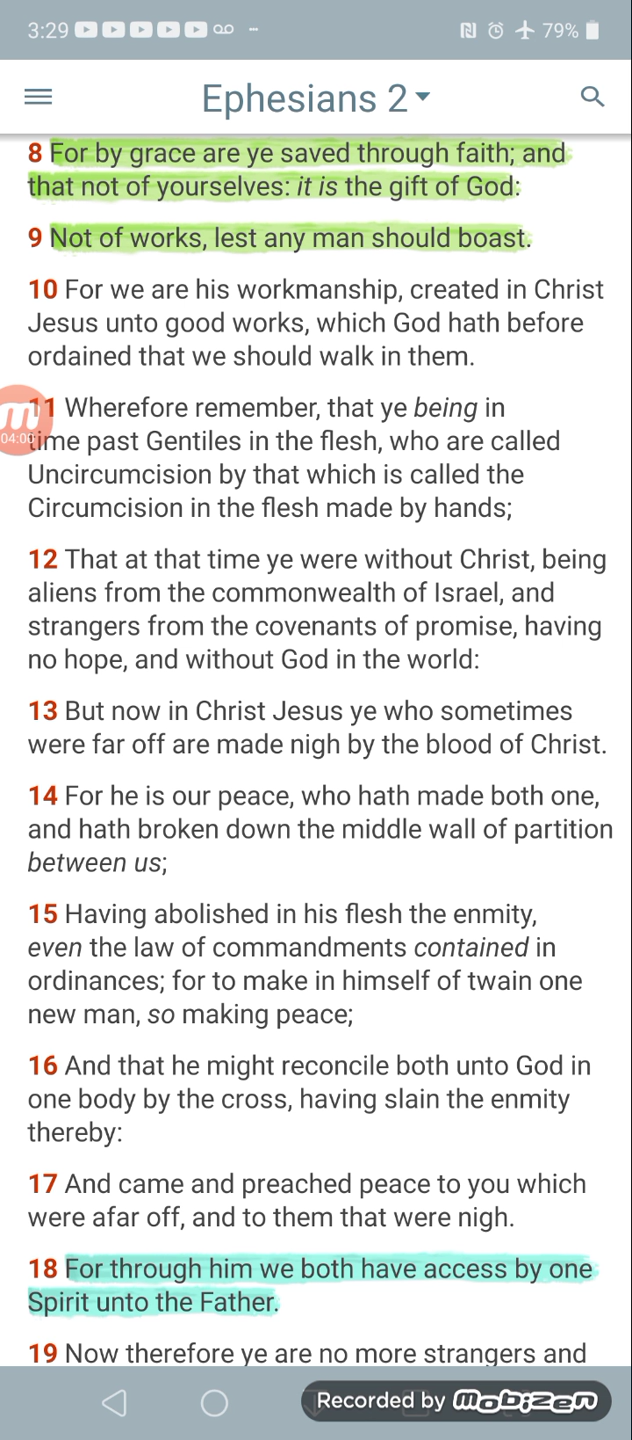 3:29 79%
Ephesians 2
8 For by grace are ye saved through faith; and
that not of yourselves: it is the gift of God:
9 Not of works, lest any man should boast.
10 For we are his workmanship, created in Christ
Jesus unto good works, which God hath before
ordained that we should walk in them.
11 Wherefore remember, that ye being in
time past Gentiles in the flesh, who are called
Uncircumcision by that which is called the
Circumcision in the flesh made by hands;
12 That at that time ye were without Christ, being
aliens from the commonwealth of Israel, and
strangers from the covenants of promise, having
no hope, and without God in the world:
13 But now in Christ Jesus ye who sometimes
were far off are made nigh by the blood of Christ.
14 For he is our peace, who hath made both one,
and hath broken down the middle wall of partition
between us;
15 Having abolished in his flesh the enmity,
even the law of commandments contained in
ordinances; for to make in himself of twain one
new man, so making peace;
16 And that he might reconcile both unto God in
one body by the cross, having slain the enmity
thereby:
17 And came and preached peace to you which
were afar off, and to them that were nigh.
18 For through him we both have access by one
Spirit unto the Father.
19 Now therefore ye are no more strangers and
m
04:00
Recorded by mobizen